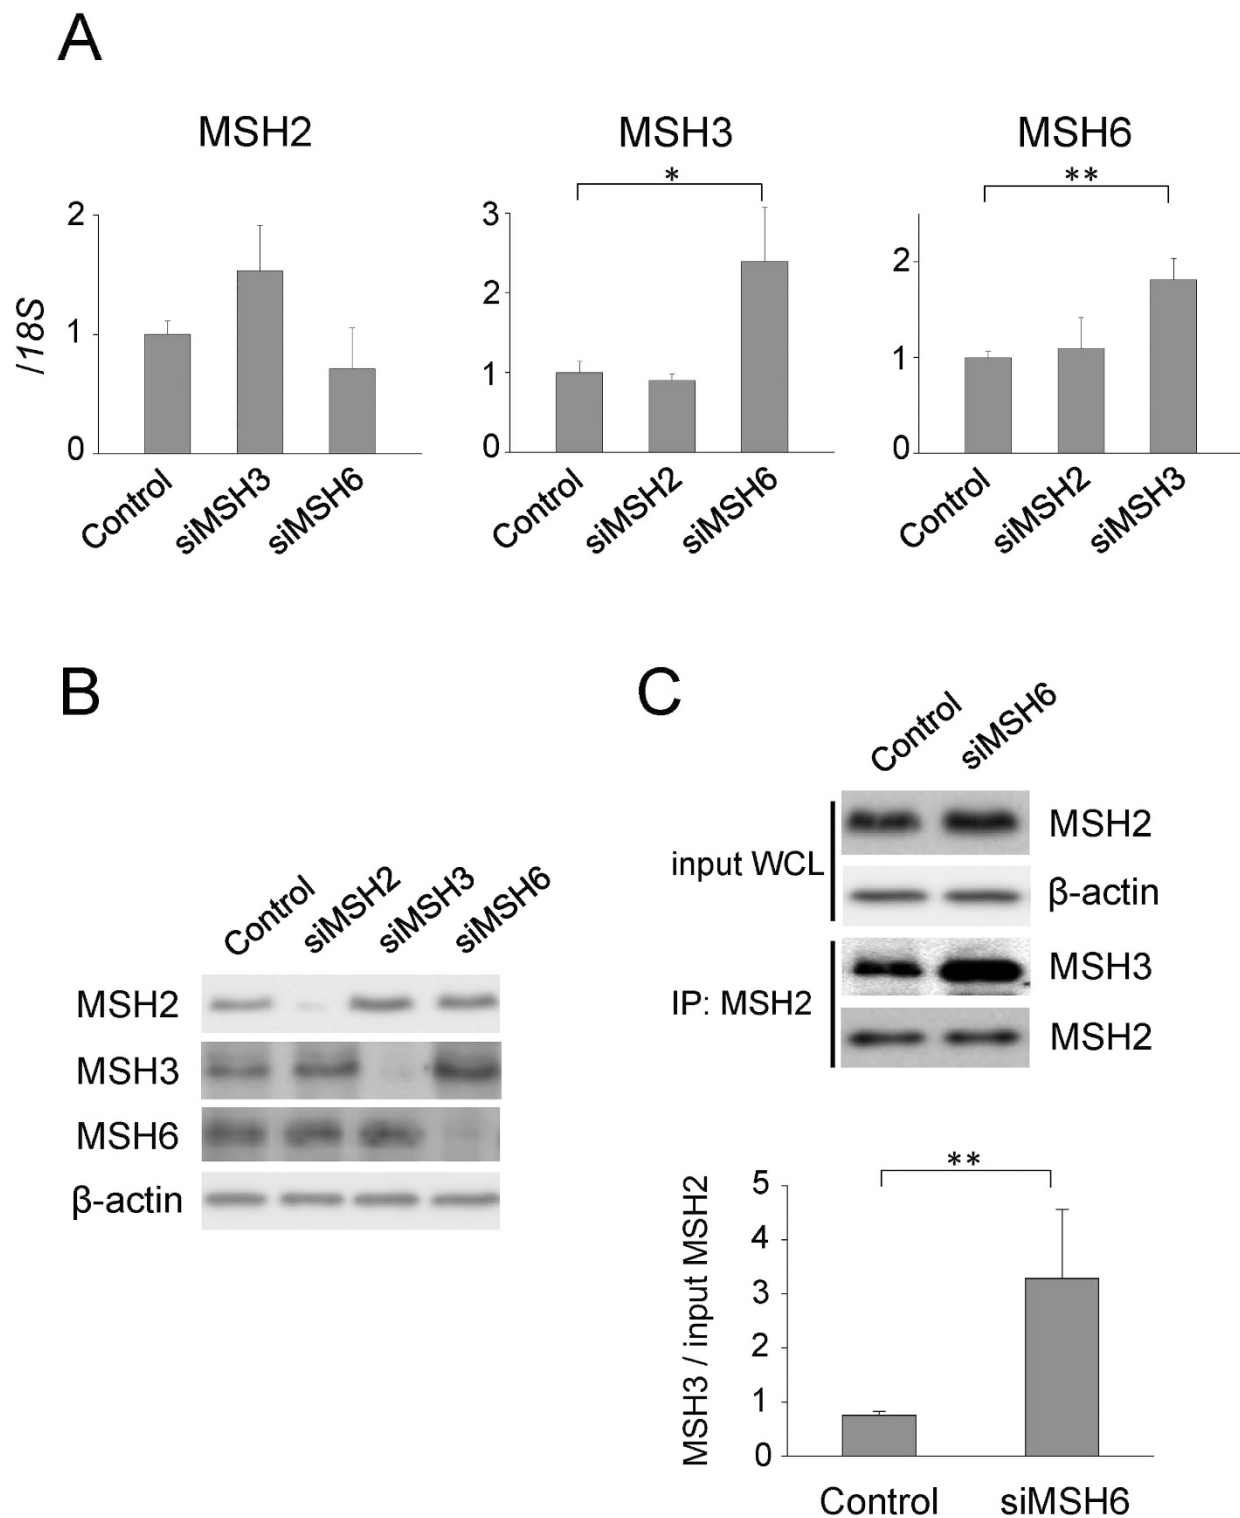 A
MSH2
MSH3
MSH6
*
**
/18S
2
1
0
3
2
1
0
2
1
0
Control
siMSH3
siMSH6
Control
siMSH2
siMSH6
Control
siMSH2
siMSH3
B
Control
siMSH2
siMSH3
siMSH6
MSH2
MSH3
MSH6
β-actin
C
Control
siMSH6
input WCL
MSH2
β-actin
IP: MSH2
MSH3
MSH2
**
MSH3 / input MSH2
5
4
3
2
1
0
Control
siMSH6